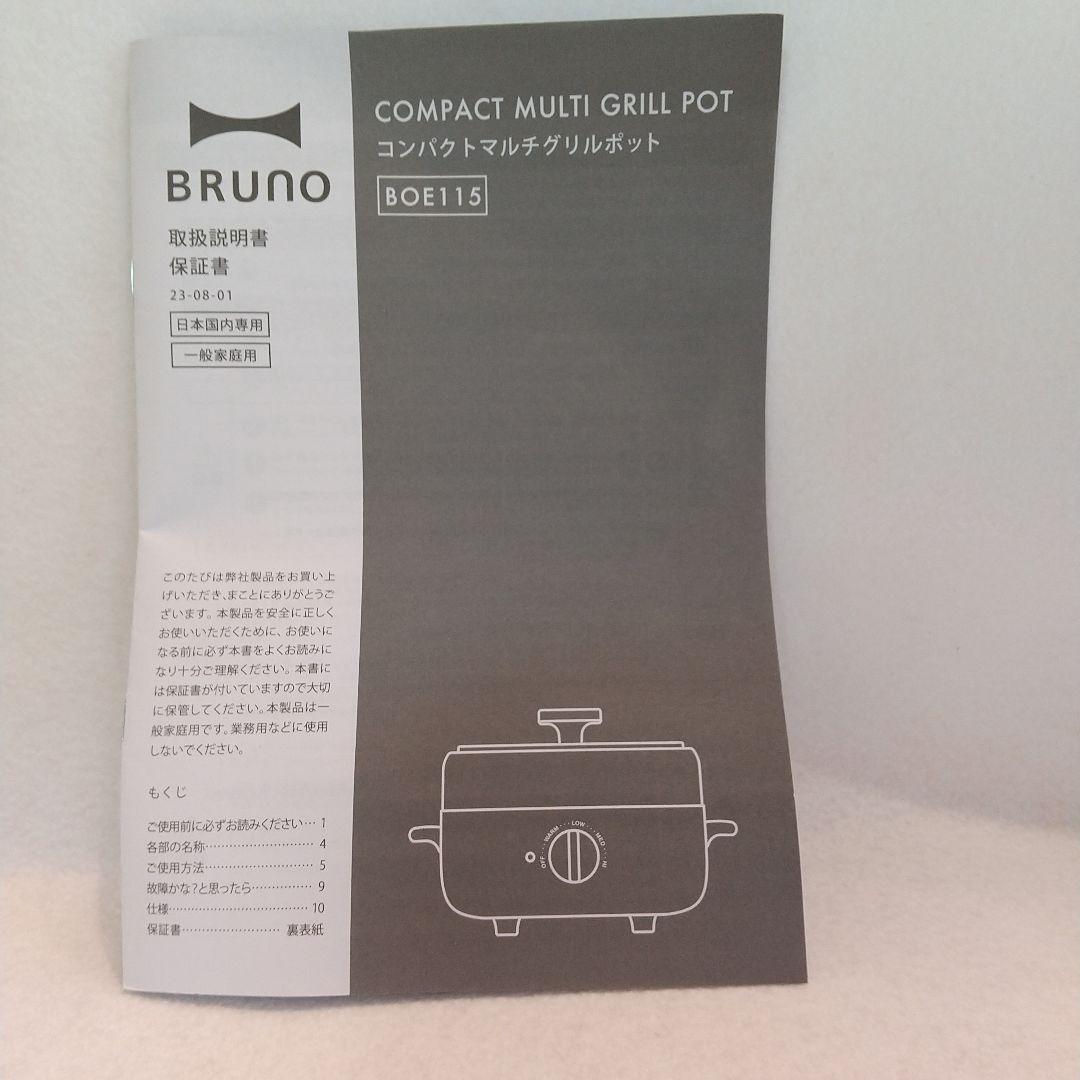 BRUNO
取扱説明書
保証書
23-08-01
日本国内専用
一般家庭用
COMPACT MULTI GRILL POT
コンパクトマルチグリルポット
BOE115
このたびは弊社製品をお買い上
げいただき、まことにありがとうご
ざいます。本製品を安全に正しく
お使いいただくために、お使いに
なる前に必ず本書をよくお読みに
なり十分ご理解ください。本書に
は保証書が付いていますので大切
に保管してください。本製品は一
般家庭用です。業務用などに使用
しないでください。
もくじ
ご使用前に必ずお読みください… 1
各部の名称……………………… 4
ご使用方法……………………… 5
故障かな?と思ったら…………… 9
仕様……………………………… 10
保証書…………………… 裏表紙
OFF・・・WARM・・・LOW・・・MED・・・HI